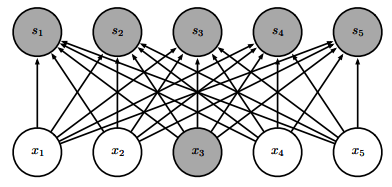 s₁ s₂ s₃ s₄ s₅
x₁ x₂ x₃ x₄ x₅